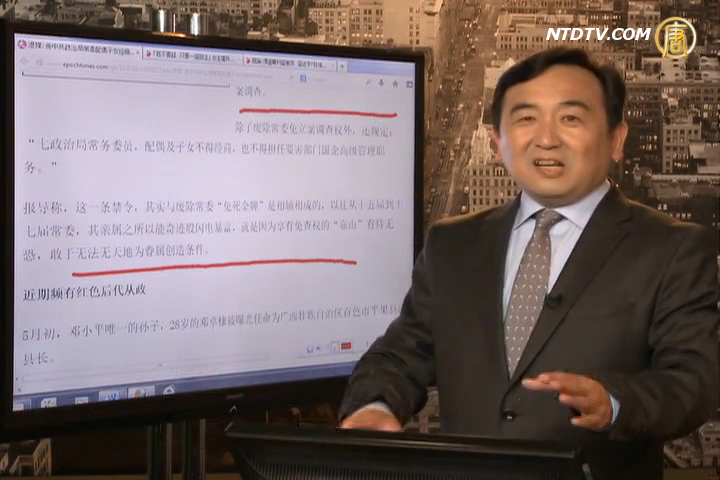 NTDTV.COM
唐
epochtimes.com
案调查。
除了废除常委免立案调查权外，还规定：
“七政治局常务委员，配偶及子女不得经商，也不得担任要害部门国企高级管理职
务。”
报导称，这一条禁令，其实与废除常委“免死金牌”是相辅相成的，以往从十五届到十
七届常委，其亲属之所以能奇迹般闪电暴富，就是因为享有免查权的“靠山”有恃无
恐，敢于无法无天地为眷属创造条件。
近期频有红色后代从政
5月初，邓小平唯一的孙子，28岁的邓卓棣被曝光任命为广西壮族自治区百色市平果县
县长。